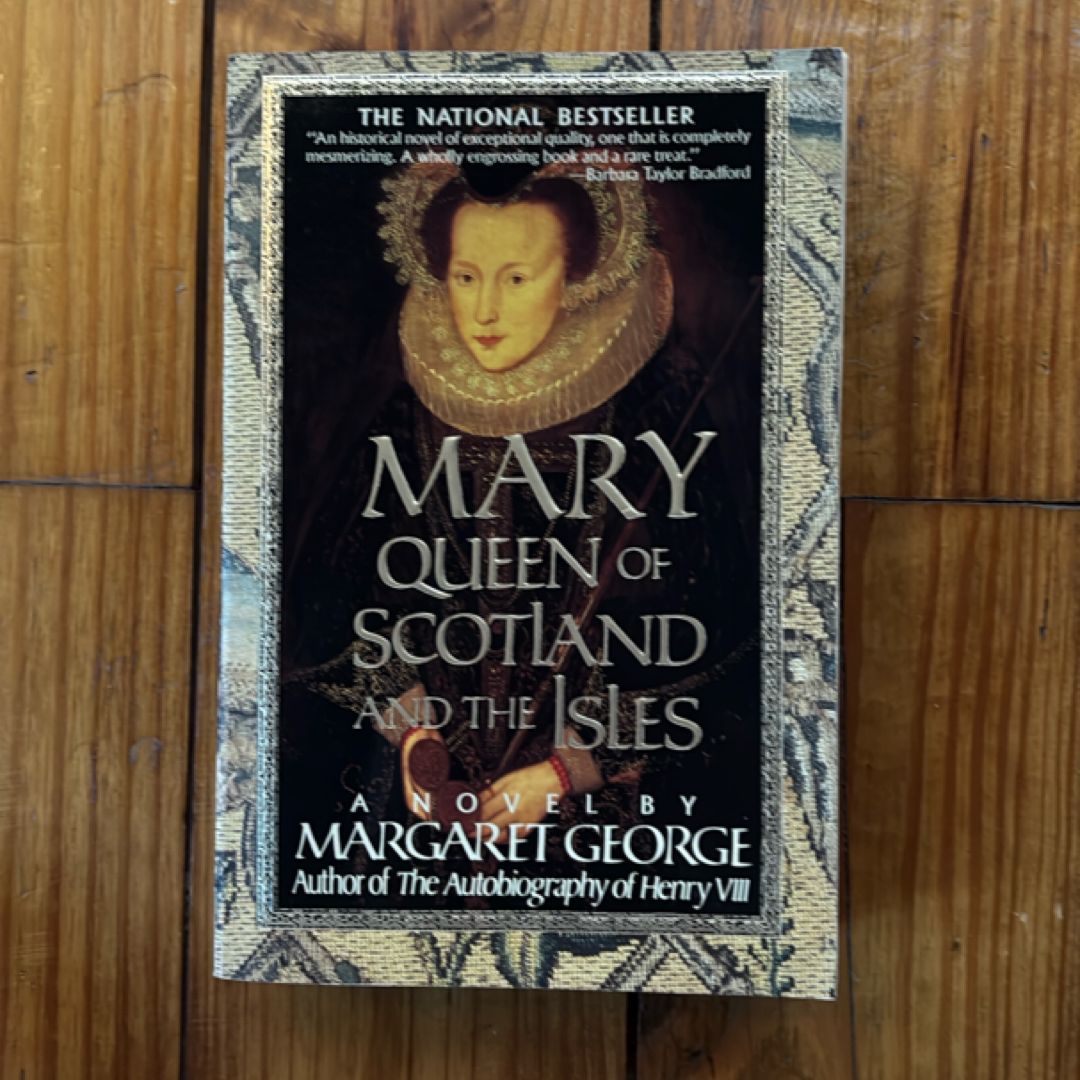 THE NATIONAL BESTSELLER
"'An historical novel of exceptional quality, one that is completely
mesmerizing. A wholly engrossing book and a rare treat.'"
—Barbara Taylor Bradford
MARY
QUEEN OF
SCOTLAND
AND THE ISLES
A NOVEL BY
MARGARET GEORGE
Author of The Autobiography of Henry VIII